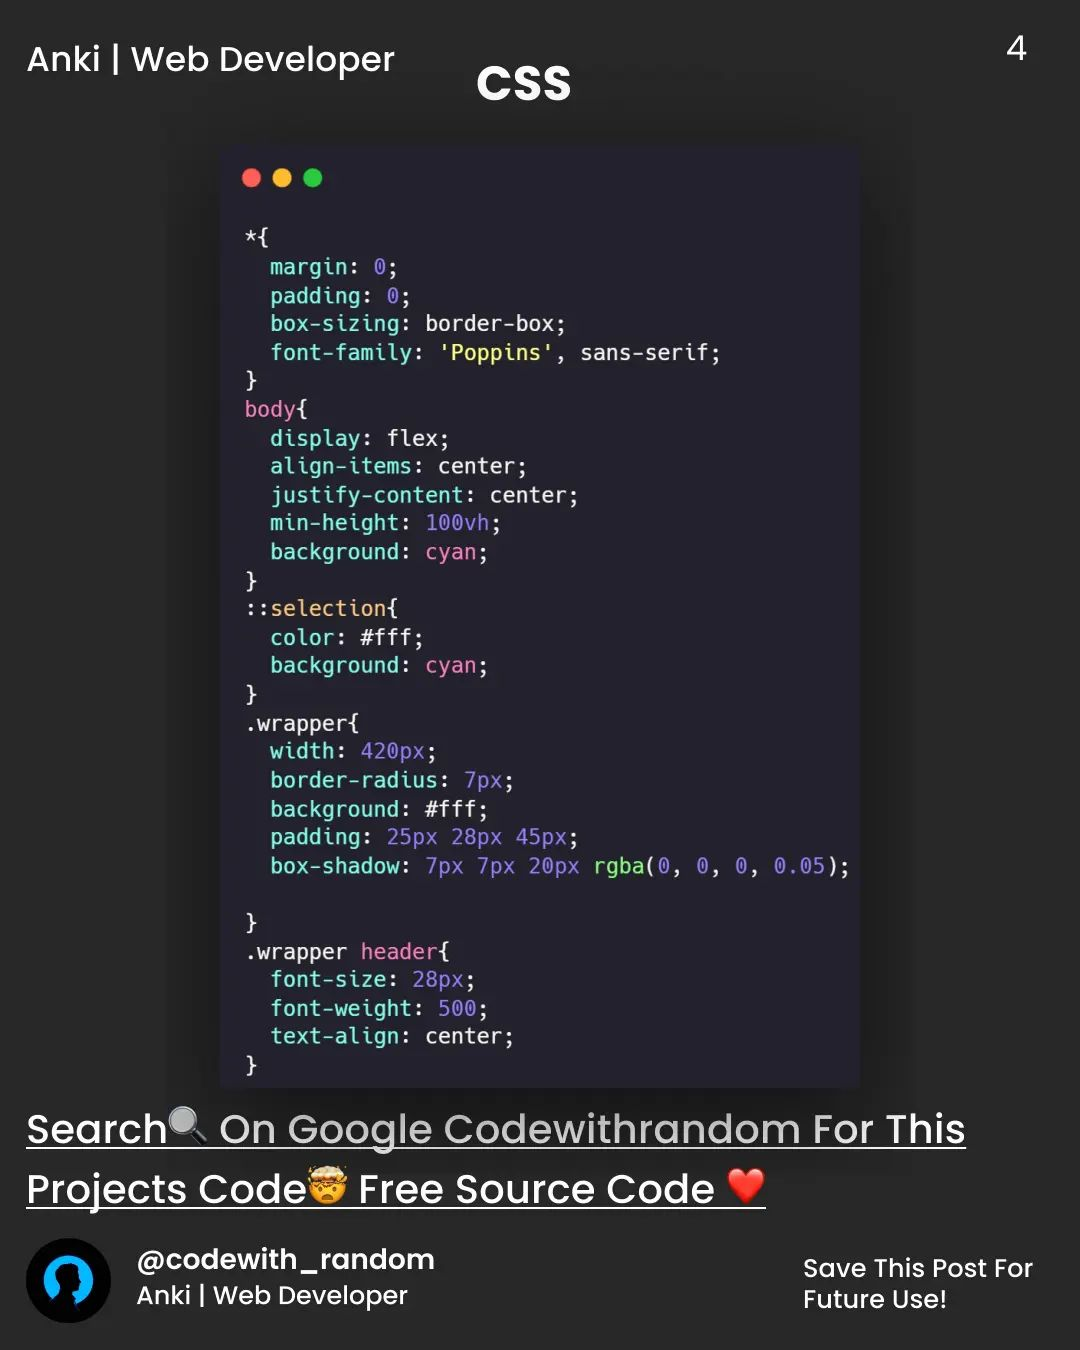 Anki | Web Developer
4
CSS
*{
  margin: 0;
  padding: 0;
  box-sizing: border-box;
  font-family: 'Poppins', sans-serif;
}
body{
  display: flex;
  align-items: center;
  justify-content: center;
  min-height: 100vh;
  background: cyan;
}
::selection{
  color: #fff;
  background: cyan;
}
.wrapper{
  width: 420px;
  border-radius: 7px;
  background: #fff;
  padding: 25px 28px 45px;
  box-shadow: 7px 7px 20px rgba(0, 0, 0, 0.05);

}
.wrapper header{
  font-size: 28px;
  font-weight: 500;
  text-align: center;
}
Search🔍 On Google Codewithrandom For This
Projects Code🤯 Free Source Code ❤️
@codewith_random
Anki | Web Developer
Save This Post For
Future Use!